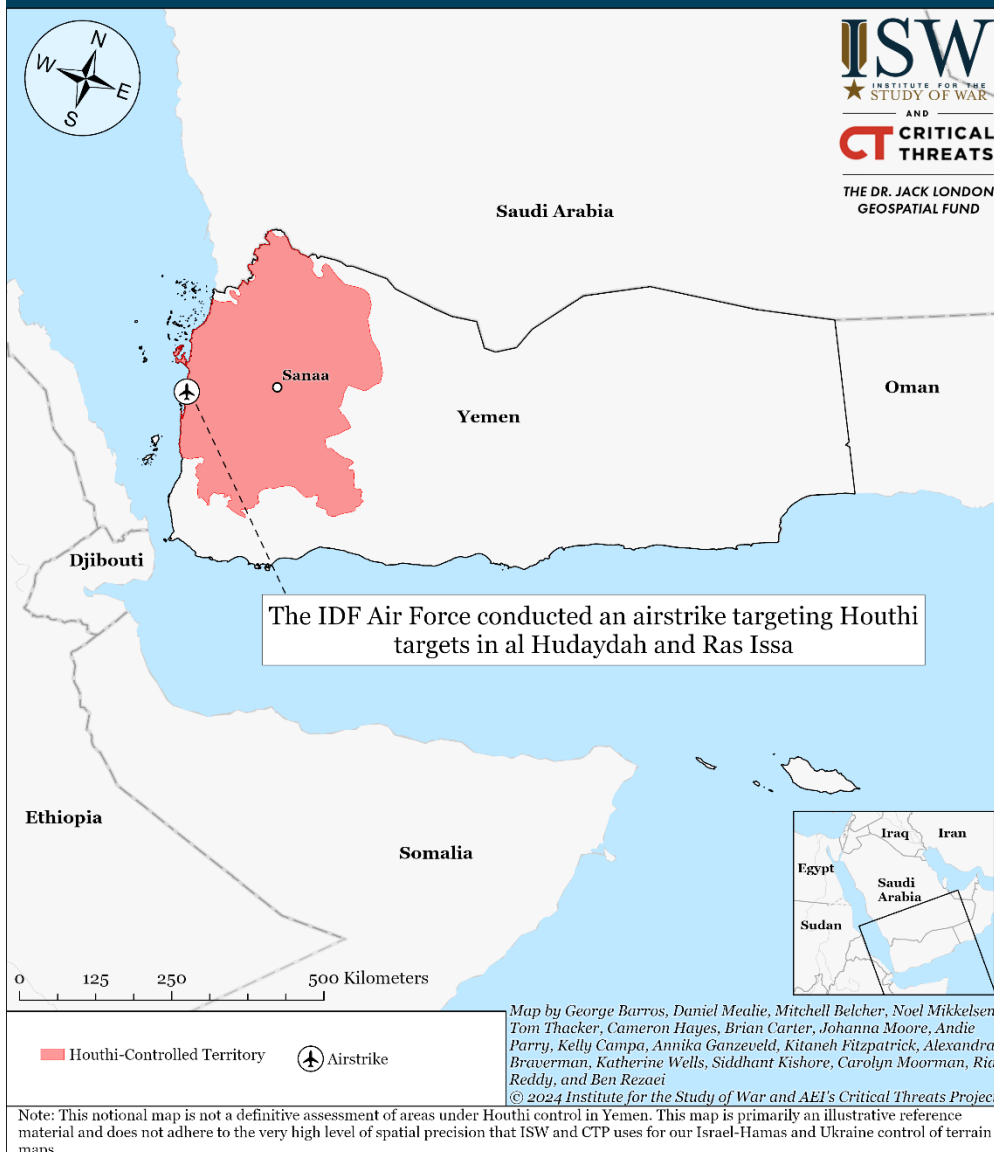 N
W
E
S
ISW
INSTITUTE FOR THE
STUDY OF WAR
AND
CT CRITICAL
THREATS
THE DR. JACK LONDON
GEOSPATIAL FUND
Saudi Arabia
Sanaa
Oman
Yemen
Djibouti
The IDF Air Force conducted an airstrike targeting Houthi
targets in al Hudaydah and Ras Issa
Ethiopia
Somalia
Iraq
Iran
Egypt
Saudi
Arabia
Sudan
0 125 250 500 Kilometers
Houthi-Controlled Territory
Airstrike
Map by George Barros, Daniel Mealie, Mitchell Belcher, Noel Mikkelsen,
Tom Thacker, Cameron Hayes, Brian Carter, Johanna Moore, Andie
Parry, Kelly Campa, Annika Ganzeveld, Kitaneh Fitzpatrick, Alexandra
Braverman, Katherine Wells, Siddhant Kishore, Carolyn Moorman, Ria
Reddy, and Ben Rezaei
© 2024 Institute for the Study of War and AEI's Critical Threats Project
Note: This notional map is not a definitive assessment of areas under Houthi control in Yemen. This map is primarily an illustrative reference
material and does not adhere to the very high level of spatial precision that ISW and CTP uses for our Israel-Hamas and Ukraine control of terrain
maps.